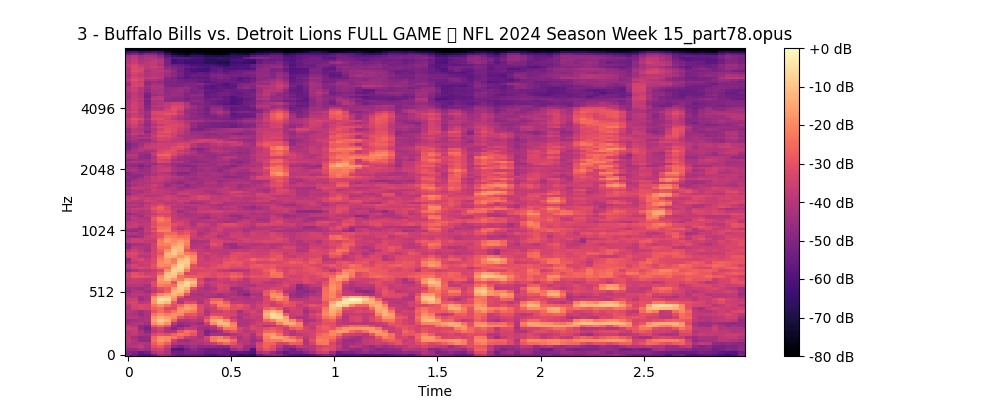 3 - Buffalo Bills vs. Detroit Lions FULL GAME ▯ NFL 2024 Season Week 15_part78.opus
+0 dB
4096
-10 dB
-20 dB
2048
-30 dB
Hz
1024
-40 dB
-50 dB
512
-60 dB
-70 dB
0
-80 dB
0 0.5 1 1.5 2 2.5
Time